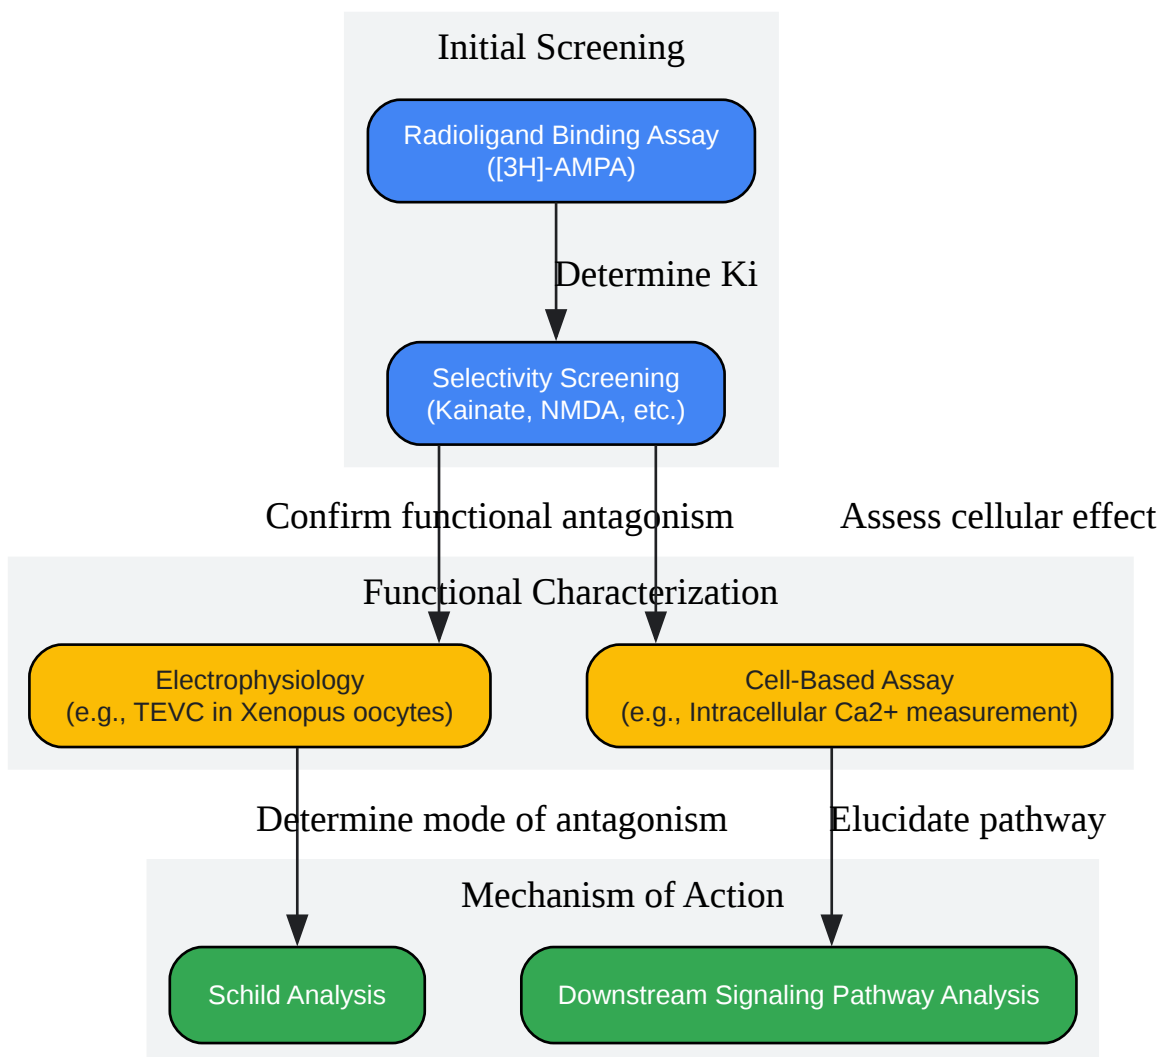 Initial Screening
Radioligand Binding Assay
([3H]-AMPA)
Determine Ki
Selectivity Screening
(Kainate, NMDA, etc.)
Confirm functional antagonism
Assess cellular effect
Functional Characterization
Electrophysiology
(e.g., TEVC in Xenopus oocytes)
Cell-Based Assay
(e.g., Intracellular Ca2+ measurement)
Determine mode of antagonism
Elucidate pathway
Mechanism of Action
Schild Analysis
Downstream Signaling Pathway Analysis